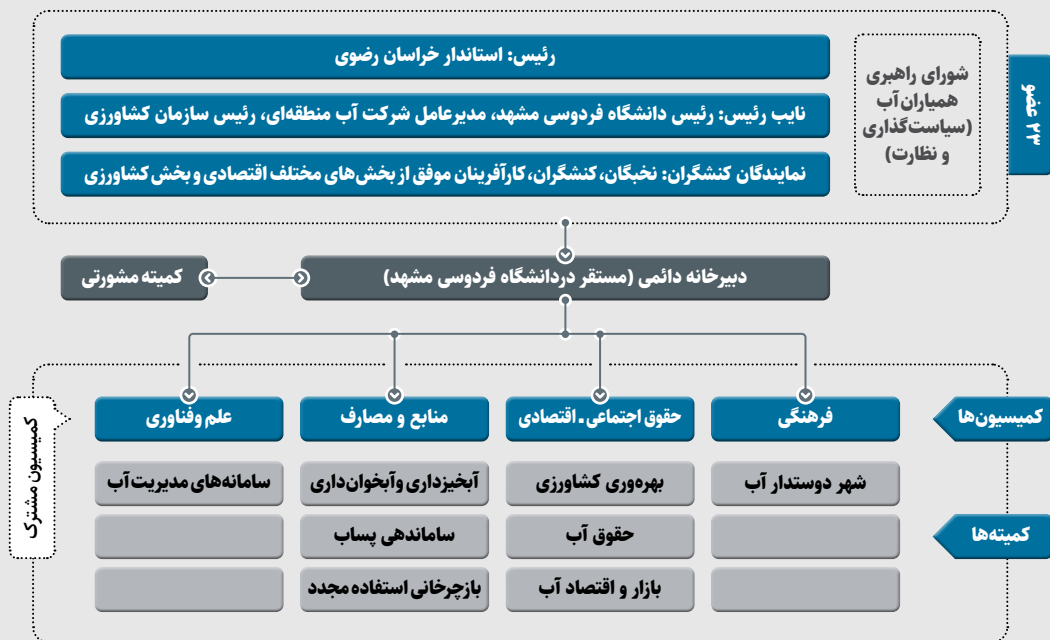 ۲۳ عضو
شورای راهبری
همیاران آب
(سیاست‌گذاری
و نظارت)
رئیس: استاندار خراسان رضوی
نایب رئیس: رئیس دانشگاه فردوسی مشهد، مدیرعامل شرکت آب منطقه‌ای، رئیس سازمان کشاورزی
نمایندگان کنشگران: نخبگان، کنشگران، کارآفرینان موفق از بخش‌های مختلف اقتصادی و بخش کشاورزی
دبیرخانه دائمی (مستقر در دانشگاه فردوسی مشهد)
کمیته مشورتی
کمیسیون‌ها
فرهنگی
حقوق اجتماعی ـ اقتصادی
منابع و مصارف
علم و فناوری
کمیسیون مشترک
کمیته‌ها
شهر دوستدار آب
بهره‌وری کشاورزی
آبخیزداری و آبخوان‌داری
سامانه‌های مدیریت آب
حقوق آب
ساماندهی پساب
بازار و اقتصاد آب
بازچرخانی استفاده مجدد